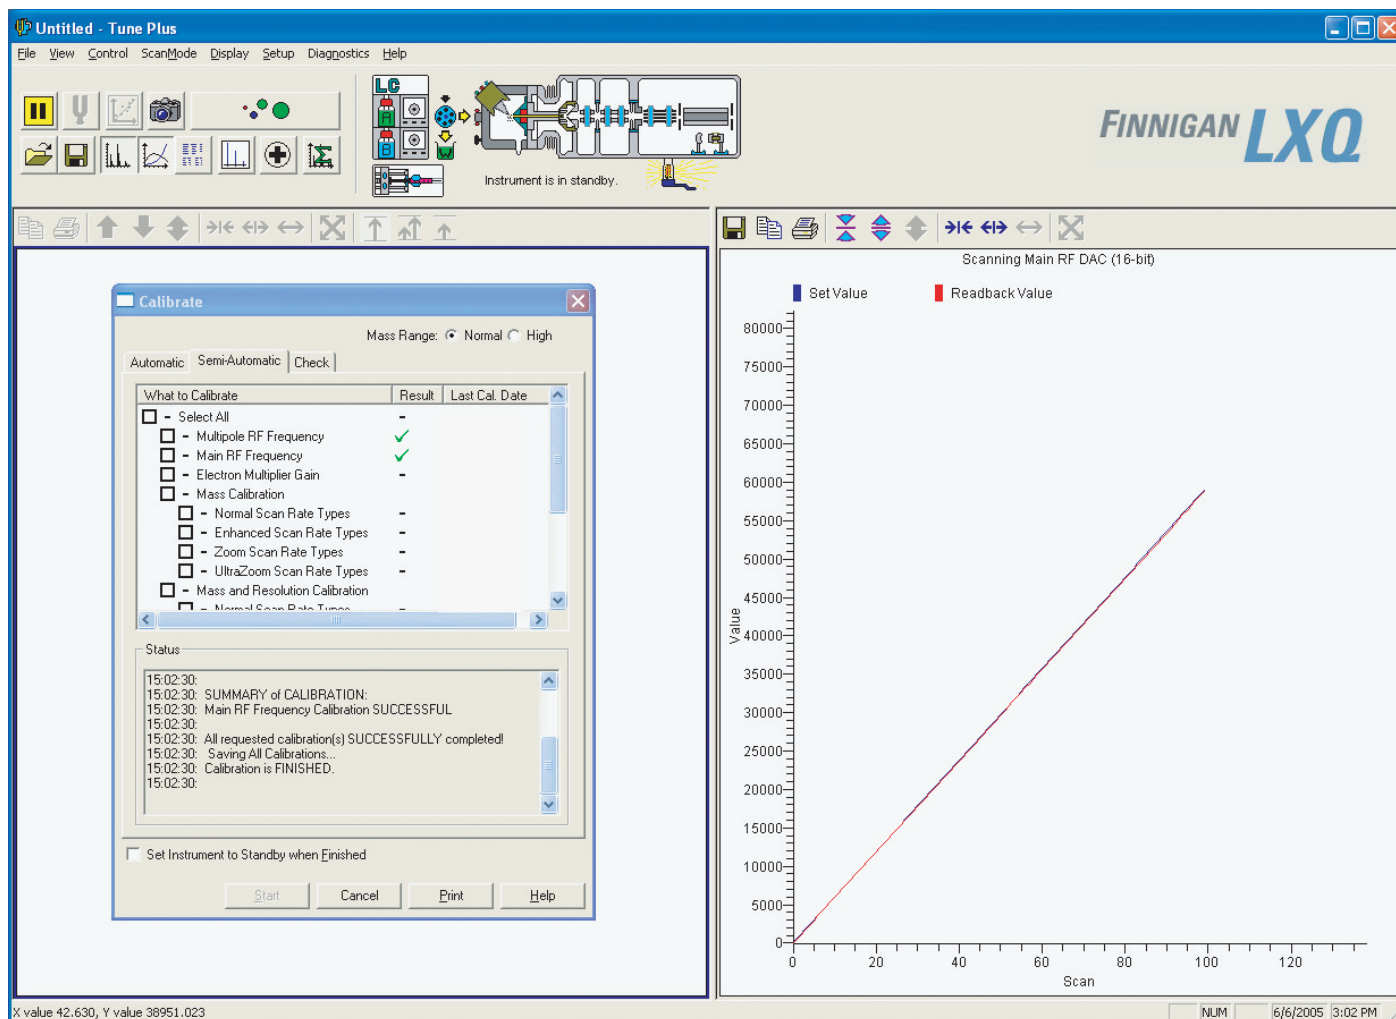 Untitled - Tune Plus
File View Control ScanMode Display Setup Diagnostics Help
LC
A
B
W
Instrument is in standby.
FINNIGAN LXQ
Calibrate
Mass Range: Normal High
Automatic Semi-Automatic Check
What to Calibrate Result Last Cal. Date
- Select All -
- Multipole RF Frequency ✓
- Main RF Frequency ✓
- Electron Multiplier Gain -
- Mass Calibration
- Normal Scan Rate Types -
- Enhanced Scan Rate Types -
- Zoom Scan Rate Types -
- UltraZoom Scan Rate Types -
- Mass and Resolution Calibration
- Normal Scan Rate Types -
Status
15:02:30:
15:02:30: SUMMARY of CALIBRATION:
15:02:30: Main RF Frequency Calibration SUCCESSFUL
15:02:30:
15:02:30: All requested calibration(s) SUCCESSFULLY completed!
15:02:30: Saving All Calibrations...
15:02:30: Calibration is FINISHED.
15:02:30:
Set Instrument to Standby when Finished
Start Cancel Print Help
Scanning Main RF DAC (16-bit)
Set Value Readback Value
80000
75000
70000
65000
60000
55000
50000
45000
40000
35000
30000
25000
20000
15000
10000
5000
0
Value
0 20 40 60 80 100 120
Scan
X value 42.630, Y value 38951.023
NUM 6/6/2005 3:02 PM